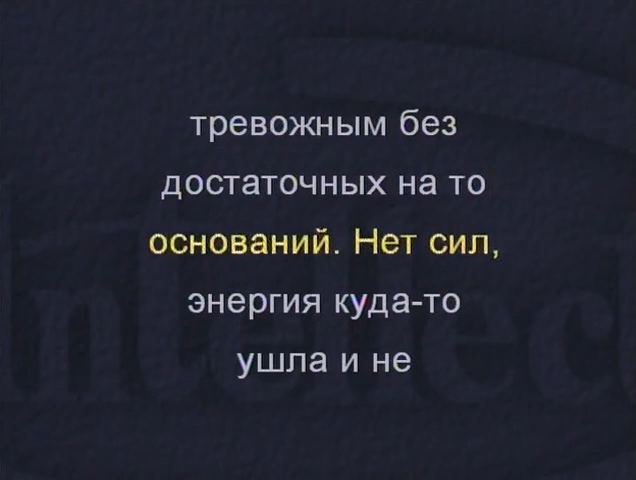 тревожным без
достаточных на то
оснований. Нет сил,
энергия куда-то
ушла и не